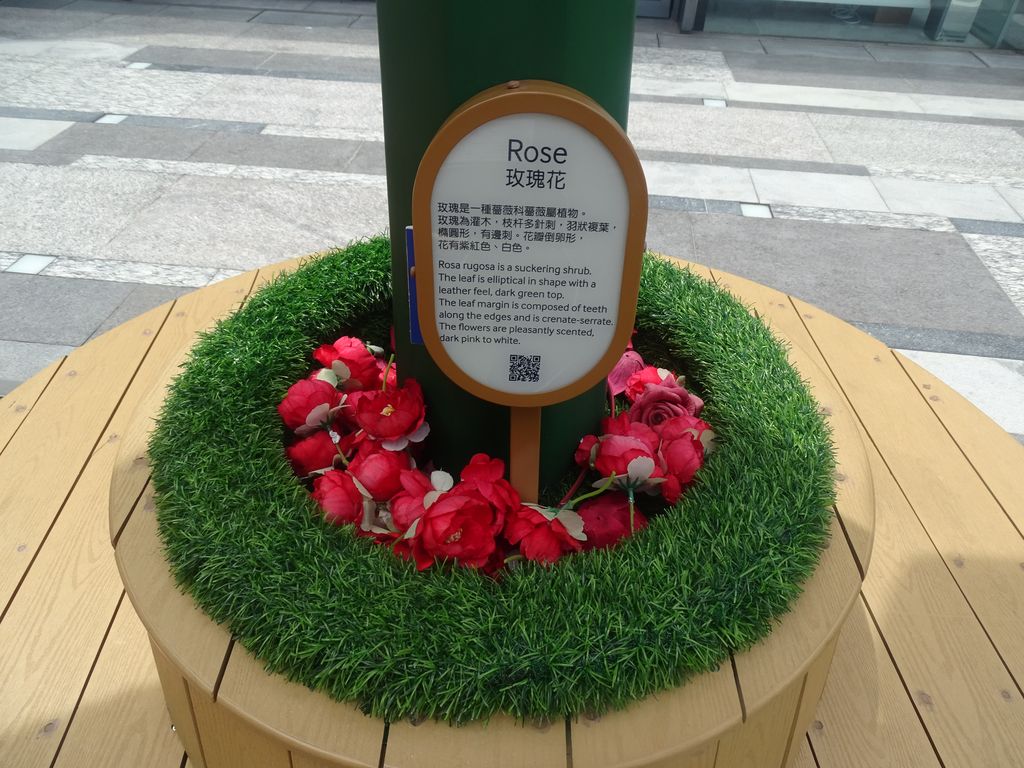 Rose
玫瑰花
玫瑰是一種薔薇科薔薇屬植物。
玫瑰為灌木，枝杆多針刺，羽狀複葉，
橢圓形，有邊刺。花瓣倒卵形，
花有紫紅色、白色。
Rosa rugosa is a suckering shrub.
The leaf is elliptical in shape with a
leather feel, dark green top.
The leaf margin is composed of teeth
along the edges and is crenate-serrate.
The flowers are pleasantly scented,
dark pink to white.